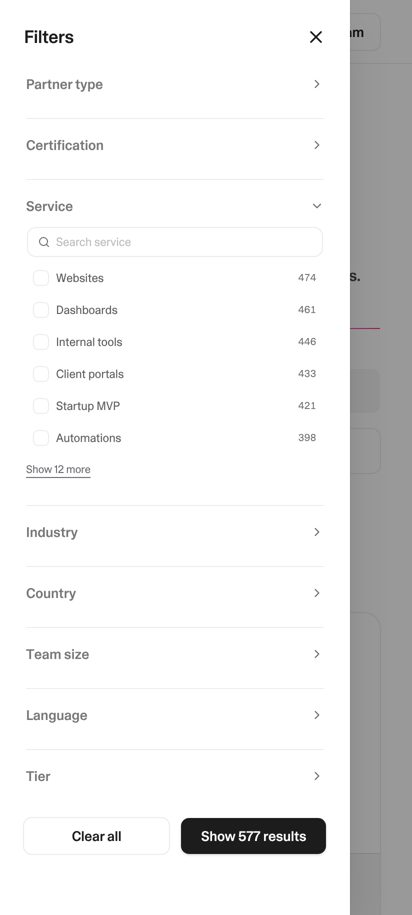 Filters
Partner type
Certification
Service
Search service
Websites 474
Dashboards 461
Internal tools 446
Client portals 433
Startup MVP 421
Automations 398
Show 12 more
Industry
Country
Team size
Language
Tier
Clear all Show 577 results